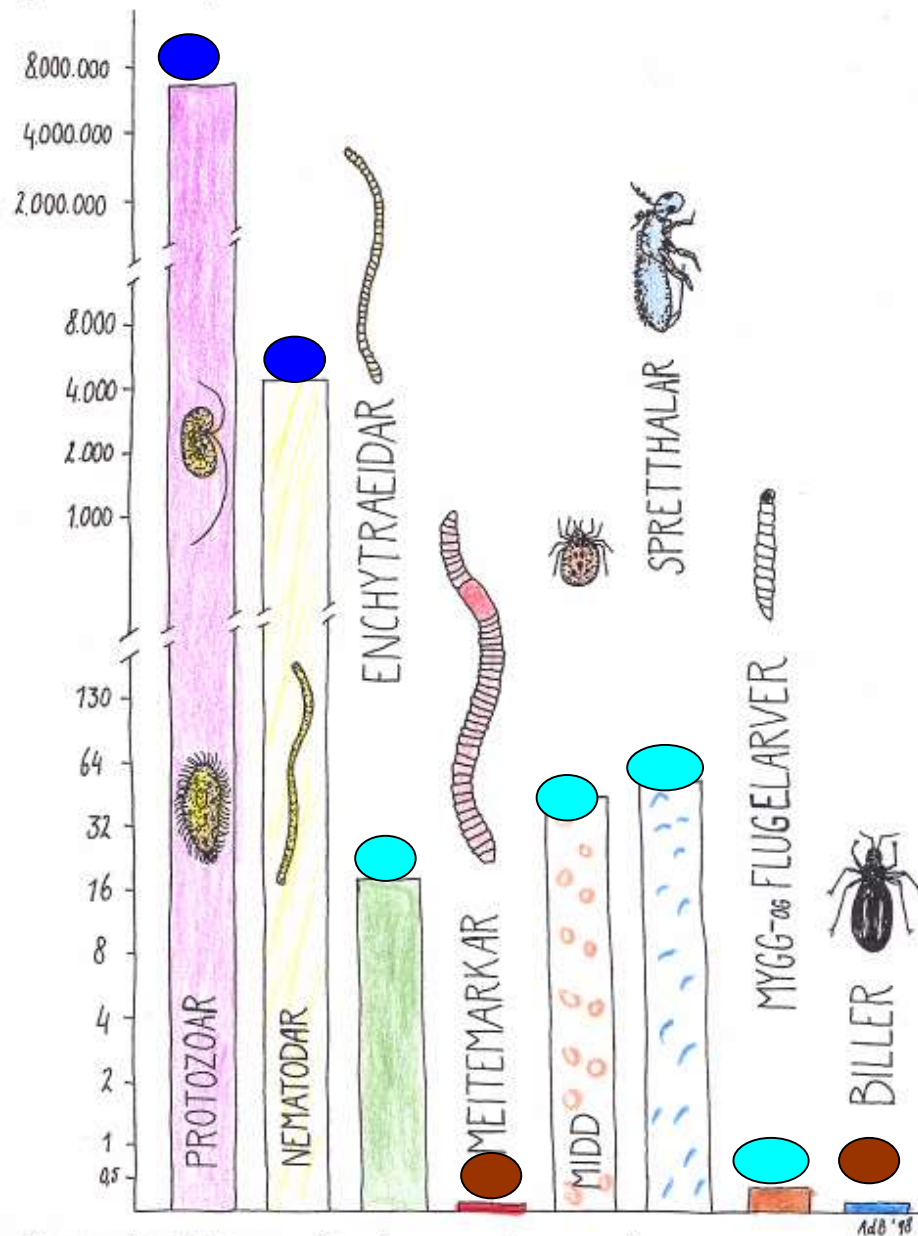 8.000.000
4.000.000
2.000.000
8.000
4.000
2.000
1.000
130
64
32
16
8
4
2
1
0,5
PROTOZOAR
NEMATODAR
ENCHYTRAEIDAR
MEITEMARKAR
MIDD
SPRETTHALAR
MYGG- OG FLUGELARVER
BILLER
AdB '98